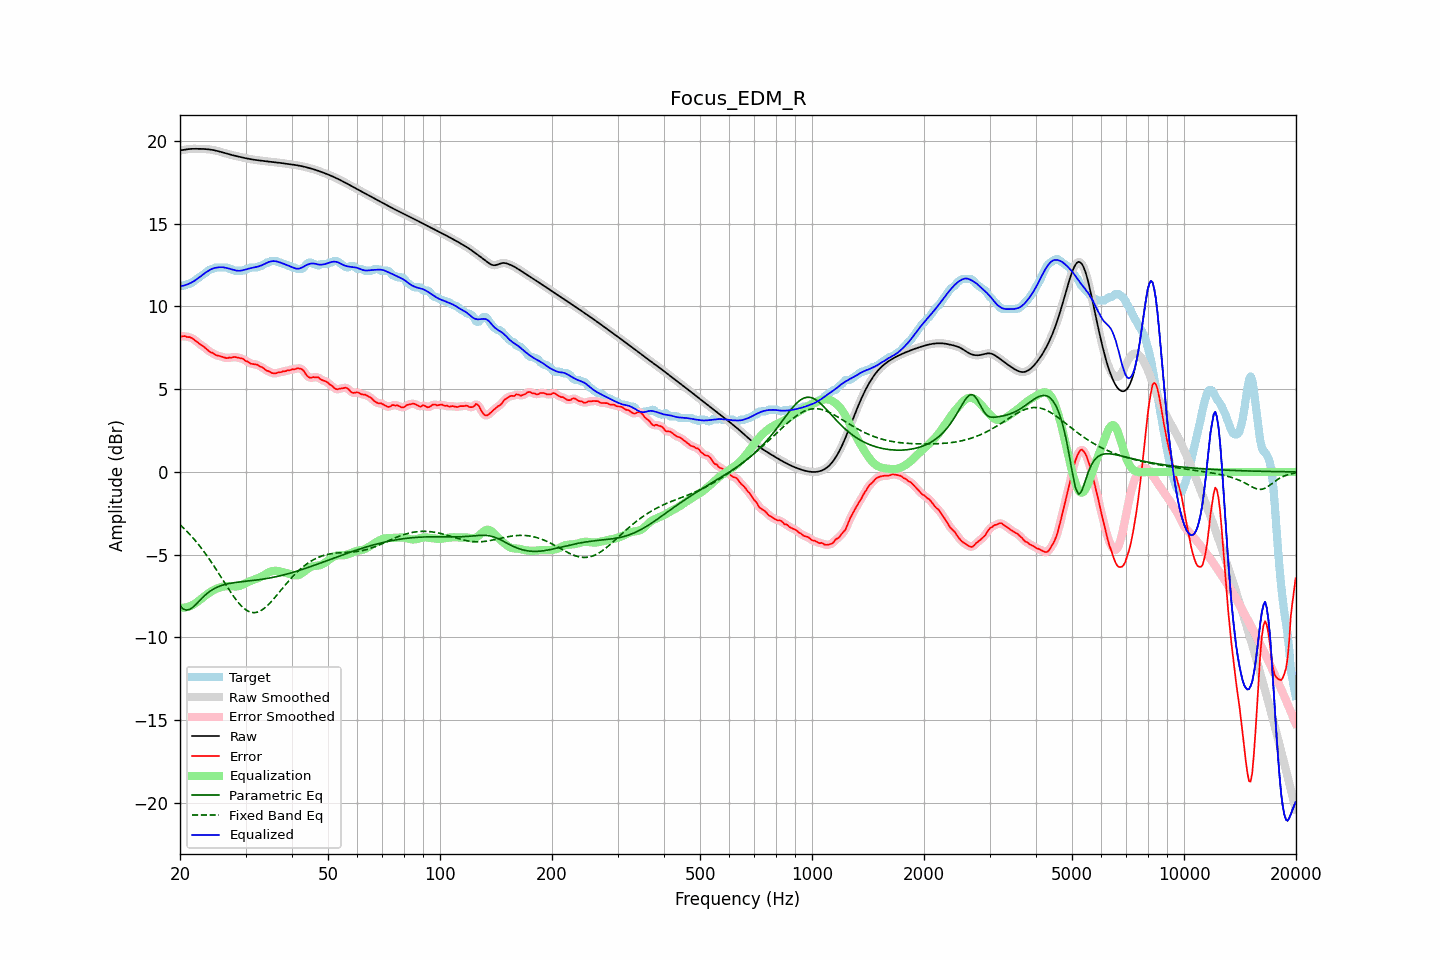 Focus_EDM_R
Amplitude (dBr)
20
15
10
5
0
−5
−10
−15
−20
Target
Raw Smoothed
Error Smoothed
Raw
Error
Equalization
Parametric Eq
Fixed Band Eq
Equalized
20 50 100 200 500 1000 2000 5000 10000 20000
Frequency (Hz)